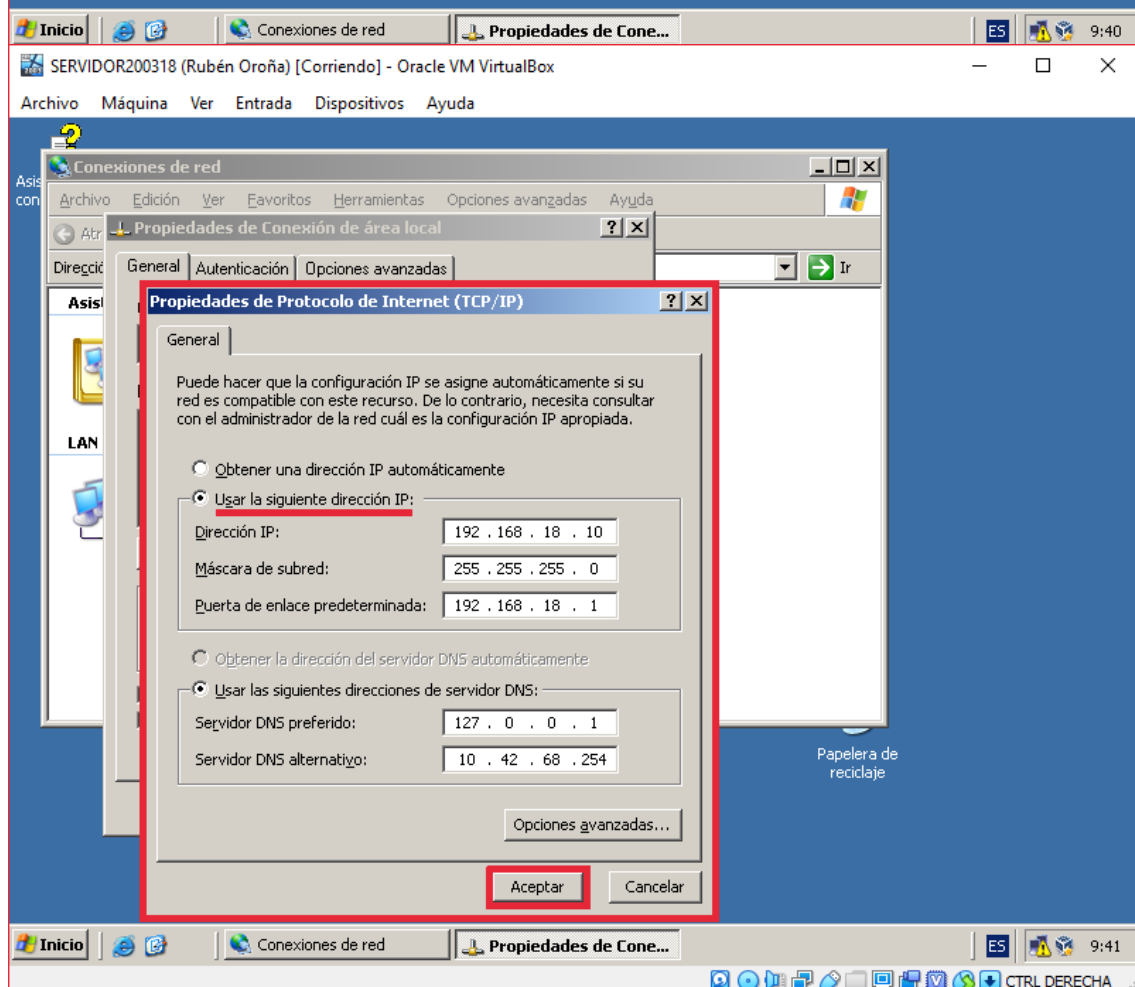 Inicio Conexiones de red Propiedades de Cone... ES 9:40
SERVIDOR200318 (Rubén Oroña) [Corriendo] - Oracle VM VirtualBox
Archivo Máquina Ver Entrada Dispositivos Ayuda
Conexiones de red
Asis
con
Archivo Edición Ver Favoritos Herramientas Opciones avanzadas Ayuda
Atr
Propiedades de Conexión de área local
Direcció
Ir
General Autenticación Opciones avanzadas
Asis
LAN
Propiedades de Protocolo de Internet (TCP/IP)
General
Puede hacer que la configuración IP se asigne automáticamente si su
red es compatible con este recurso. De lo contrario, necesita consultar
con el administrador de la red cuál es la configuración IP apropiada.
Obtener una dirección IP automáticamente
Usar la siguiente dirección IP:
Dirección IP: 192 . 168 . 18 . 10
Máscara de subred: 255 . 255 . 255 . 0
Puerta de enlace predeterminada: 192 . 168 . 18 . 1
Obtener la dirección del servidor DNS automáticamente
Usar las siguientes direcciones de servidor DNS:
Servidor DNS preferido: 127 . 0 . 0 . 1
Servidor DNS alternativo: 10 . 42 . 68 . 254
Opciones avanzadas...
Aceptar Cancelar
Papelera de
reciclaje
Inicio Conexiones de red Propiedades de Cone... ES 9:41
CTRL DERECHA